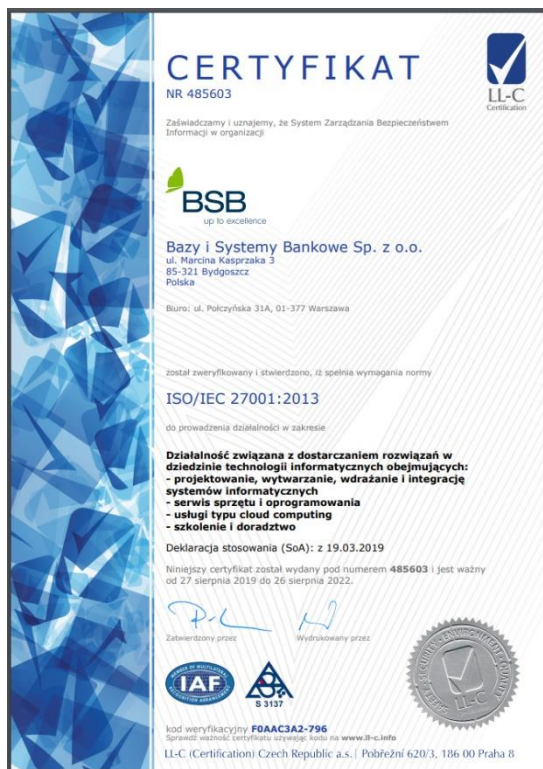 CERTYFIKAT
NR 485603
LL-C
Certification
Zaświadczamy i uznajemy, że System Zarządzania Bezpieczeństwem
Informacji w organizacji
BSB
up to excellence
Bazy i Systemy Bankowe Sp. z o.o.
ul. Marcina Kasprzaka 3
85-321 Bydgoszcz
Polska
Biuro: ul. Połczyńska 31A, 01-377 Warszawa
został zweryfikowany i stwierdzono, iż spełnia wymagania normy
ISO/IEC 27001:2013
do prowadzenia działalności w zakresie
Działalność związana z dostarczaniem rozwiązań w
dziedzinie technologii informatycznych obejmujących:
- projektowanie, wytwarzanie, wdrażanie i integrację
systemów informatycznych
- serwis sprzętu i oprogramowania
- usługi typu cloud computing
- szkolenie i doradztwo
Deklaracja stosowania (SoA): z 19.03.2019
Niniejszy certyfikat został wydany pod numerem 485603 i jest ważny
od 27 sierpnia 2019 do 26 sierpnia 2022.
Zatwierdzony przez
Wydrukowany przez
IAF
S 3137
LL-C
kod weryfikacyjny F0AAC3A2-796
Sprawdź ważność certyfikatu używając kodu na www.ll-c.info
LL-C (Certification) Czech Republic a.s. | Pobřežní 620/3, 186 00 Praha 8